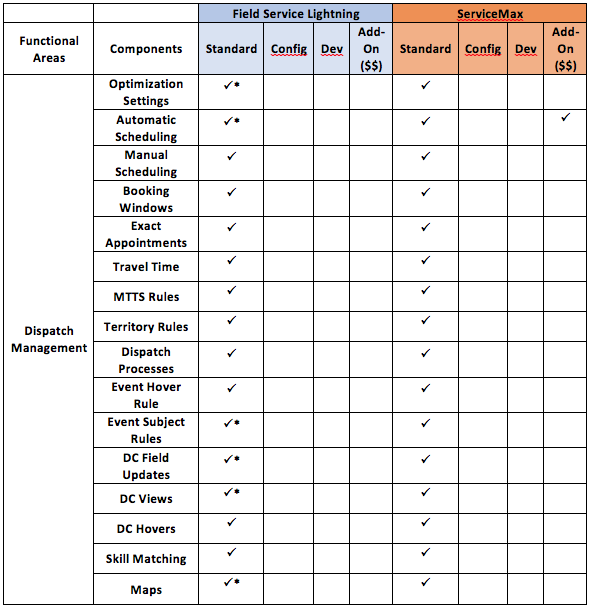 Field Service Lightning ServiceMax
Functional Areas Components Standard Config Dev Add-On ($$) Standard Config Dev Add-On ($$)
Dispatch Management
Optimization Settings ✓* ✓
Automatic Scheduling ✓* ✓ ✓
Manual Scheduling ✓ ✓
Booking Windows ✓ ✓
Exact Appointments ✓ ✓
Travel Time ✓ ✓
MTTS Rules ✓ ✓
Territory Rules ✓ ✓
Dispatch Processes ✓ ✓
Event Hover Rule ✓ ✓
Event Subject Rules ✓* ✓
DC Field Updates ✓* ✓
DC Views ✓* ✓
DC Hovers ✓ ✓
Skill Matching ✓ ✓
Maps ✓* ✓